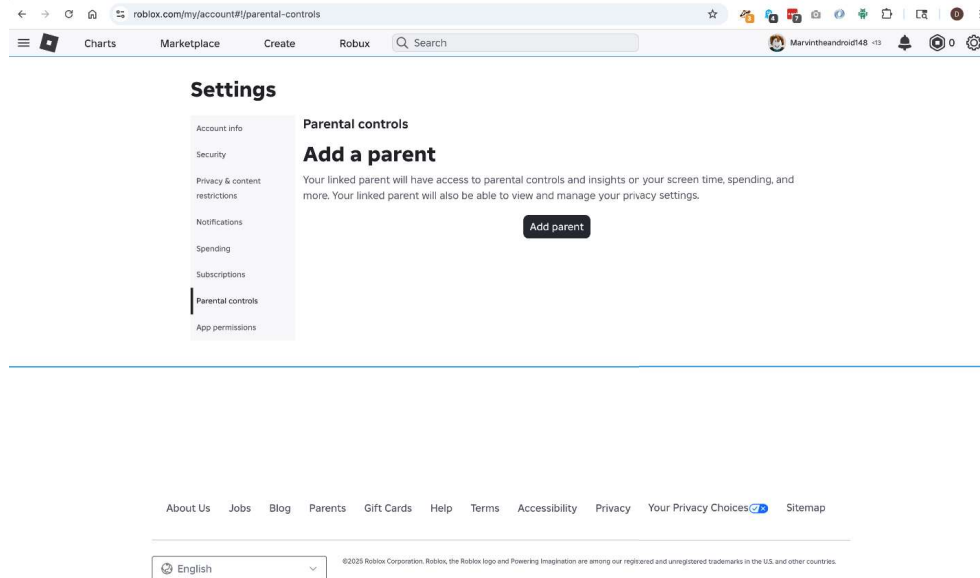 roblox.com/my/account#!/parental-controls
Charts Marketplace Create Robux Search Marvintheandroid148 <13 0
Settings
Account info
Security
Privacy & content
restrictions
Notifications
Spending
Subscriptions
Parental controls
App permissions
Parental controls
Add a parent
Your linked parent will have access to parental controls and insights or your screen time, spending, and
more. Your linked parent will also be able to view and manage your privacy settings.
Add parent
About Us Jobs Blog Parents Gift Cards Help Terms Accessibility Privacy Your Privacy Choices Sitemap
English
©2025 Roblox Corporation. Roblox, the Roblox logo and Powering Imagination are among our registered and unregistered trademarks in the U.S. and other countries.